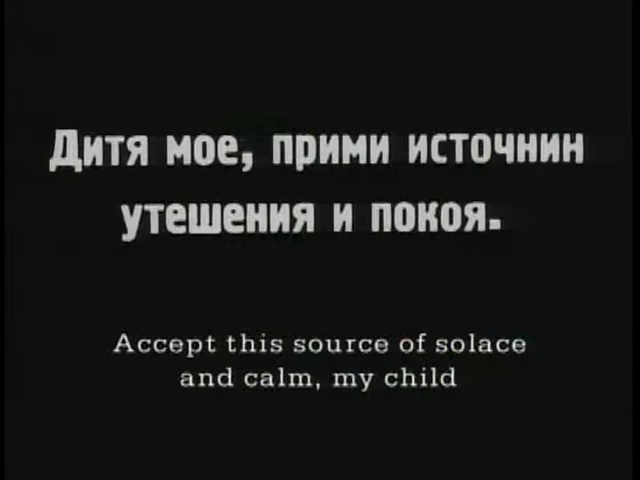 Дитя мое, прими источнин
утешения и покоя.
Accept this source of solace
and calm, my child